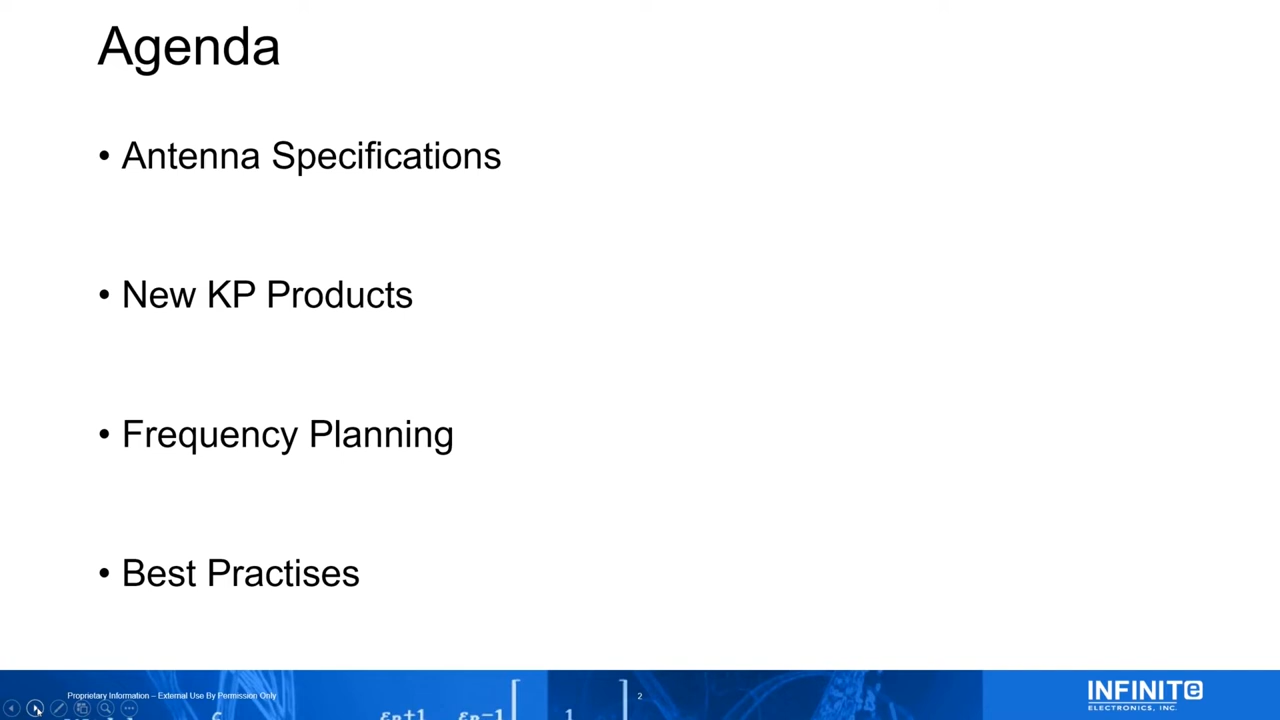 Agenda
• Antenna Specifications
• New KP Products
• Frequency Planning
• Best Practises
Proprietary Information – External Use By Permission Only
2
INFINITE
ELECTRONICS, INC.